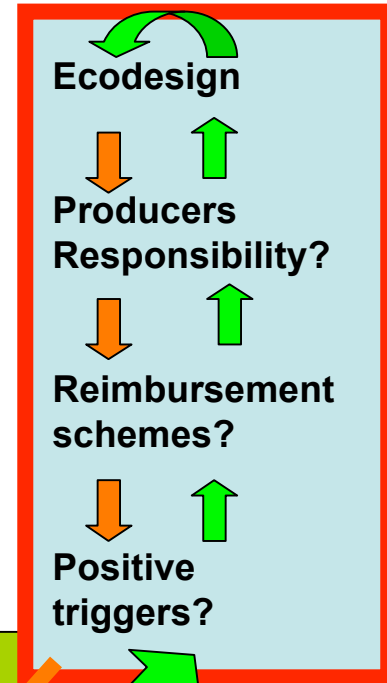 Ecodesign
Producers
Responsibility?
Reimbursement
schemes?
Positive
triggers?